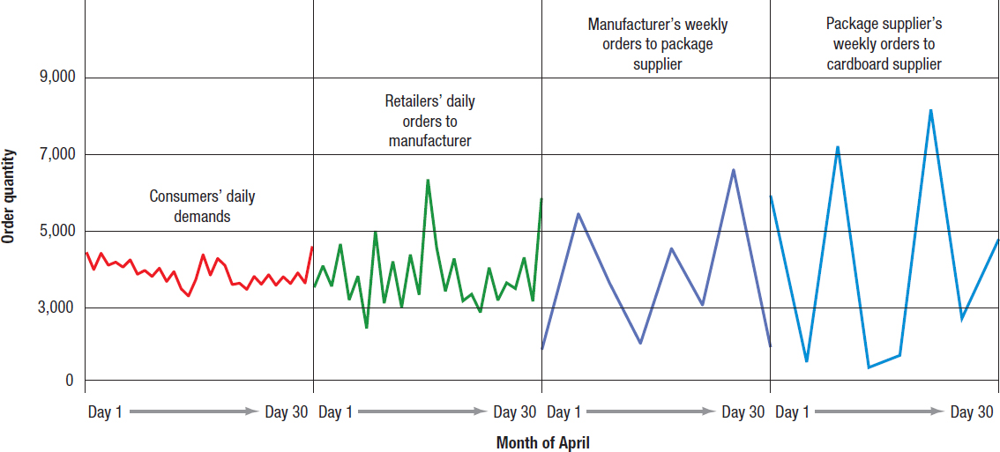 Manufacturer's weekly
orders to package
supplier
Package supplier's
weekly orders to
cardboard supplier
9,000
Retailers' daily
orders to
manufacturer
7,000
Consumers' daily
demands
5,000
3,000
0
Order quantity
Day 1 Day 30 Day 1 Day 30 Day 1 Day 30 Day 1 Day 30
Month of April